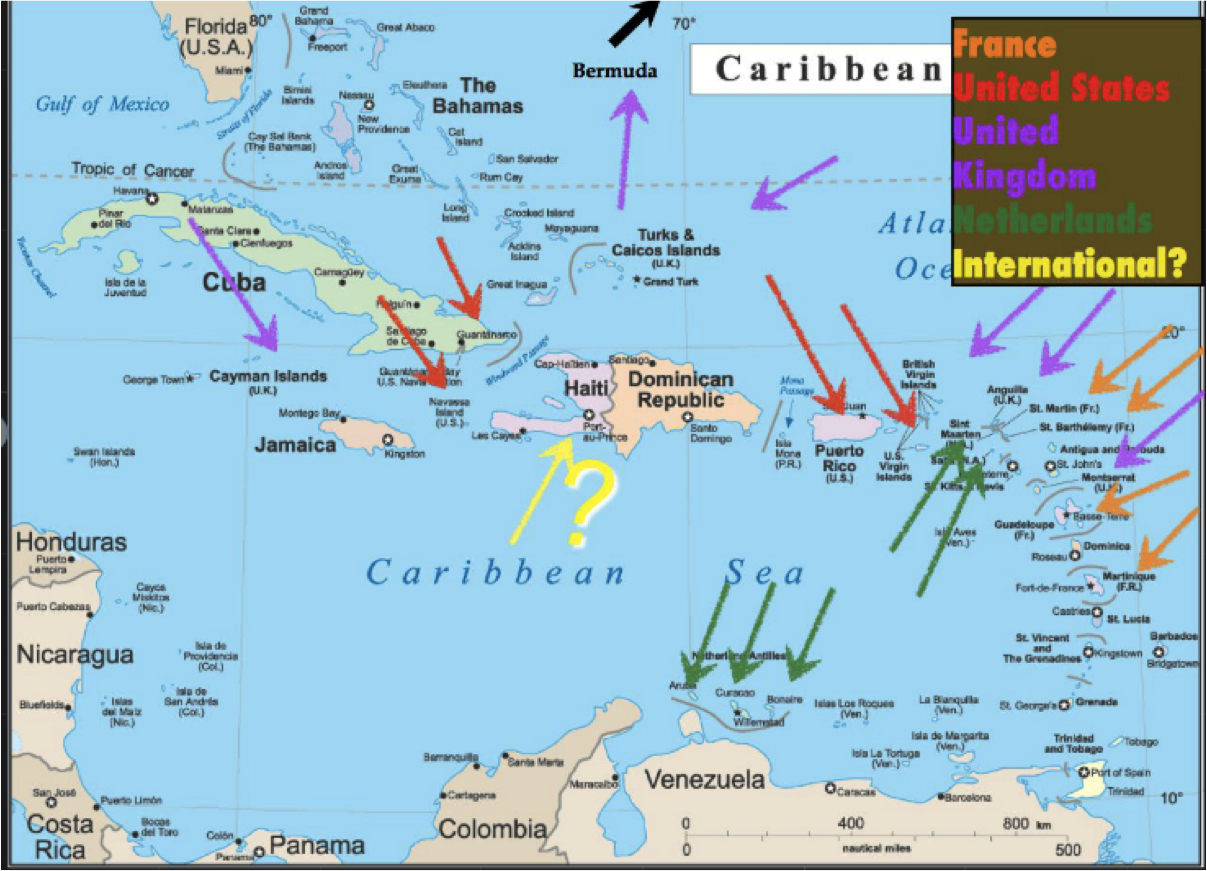 Florida
(U.S.A.)
80°
Grand
Bahama
Freeport
Great Abaco
Miami
Bermuda
70°
Caribbean
France
United States
United
Kingdom
Netherlands
International?
Gulf of Mexico
Straits of Florida
Bimini
Islands
Nassau
New
Providence
Eleuthera
The
Bahamas
Cat
Island
Cay Sal Bank
(The Bahamas)
Andros
Island
Great
Exuma
San Salvador
Rum Cay
Tropic of Cancer
Long
Island
Crooked Island
Mayaguana
Acklins
Island
Great Inagua
Turks &
Caicos Islands
(U.K.)
Grand Turk
Atla
Oce
Havana
Matanzas
Pinar
del Rio
Santa Clara
Cienfuegos
Yucatan Channel
Isla de la
Juventud
Cuba
Camagüey
Holguín
Santiago
de Cuba
Guantánamo
Guantánamo Bay
U.S. Naval Station
Windward Passage
20°
George Town
Cayman Islands
(U.K.)
Navassa
Island
(U.S.)
Montego Bay
Jamaica
Kingston
Cap-Haïtien
Haiti
Port-
au-Prince
Les Cayes
Santiago
Dominican
Republic
Santo
Domingo
Mona
Passage
Isla
Mona
(P.R.)
San Juan
Puerto
Rico
(U.S.)
British
Virgin
Islands
U.S.
Virgin
Islands
Anguilla
(U.K.)
St. Martin (Fr.)
St. Barthélemy (Fr.)
Sint
Maarten
(N.A.)
Saba (N.A.)
Basseterre
St. Kitts & Nevis
Antigua and Barbuda
St. John's
Montserrat
(U.K.)
Isla Aves
(Ven.)
Guadeloupe
(Fr.)
Basse-Terre
Dominica
Roseau
Martinique
(F.R.)
Fort-de-France
Castries
St. Lucia
St. Vincent
and
The Grenadines
Kingstown
Barbados
Bridgetown
St. George's
Grenada
Trinidad
and Tobago
Tobago
Port of Spain
Trinidad
Swan Islands
(Hon.)
?
Caribbean Sea
Honduras
Puerto
Lempira
Cayos
Miskitos
(Nic.)
Puerto Cabezas
Nicaragua
Isla de
Providencia
(Col.)
Isla de
San Andrés
(Col.)
Bluefields
Islas
del Maíz
(Nic.)
Netherland Antilles
Aruba
Curacao
Bonaire
Willemstad
Islas Los Roques
(Ven.)
La Blanquilla
(Ven.)
Isla de Margarita
(Ven.)
Isla La Tortuga
(Ven.)
Barranquilla
Santa Marta
Cartagena
Maracaibo
Venezuela
Caracas
Barcelona
10°
San José
Puerto Limón
Costa
Rica
Bocas
del Toro
Colón
Panama
Panama
Colombia
0 400 800 km
0 nautical miles 500